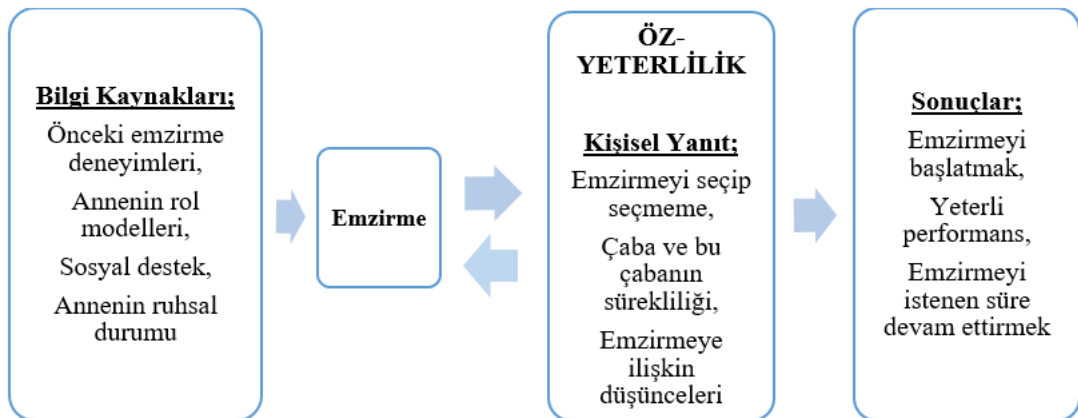 Bilgi Kaynakları;
Önceki emzirme
deneyimleri,
Annenin rol
modelleri,
Sosyal destek,
Annenin ruhsal
durumu
Emzirme
ÖZ-
YETERLİLİK
Kişisel Yanıt;
Emzirmeyi seçip
seçmeme,
Çaba ve bu
çabanın
sürekliliği,
Emzirmeye
ilişkin
düşünceleri
Sonuçlar;
Emzirmeyi
başlatmak,
Yeterli
performans,
Emzirmeyi
istenen süre
devam ettirmek